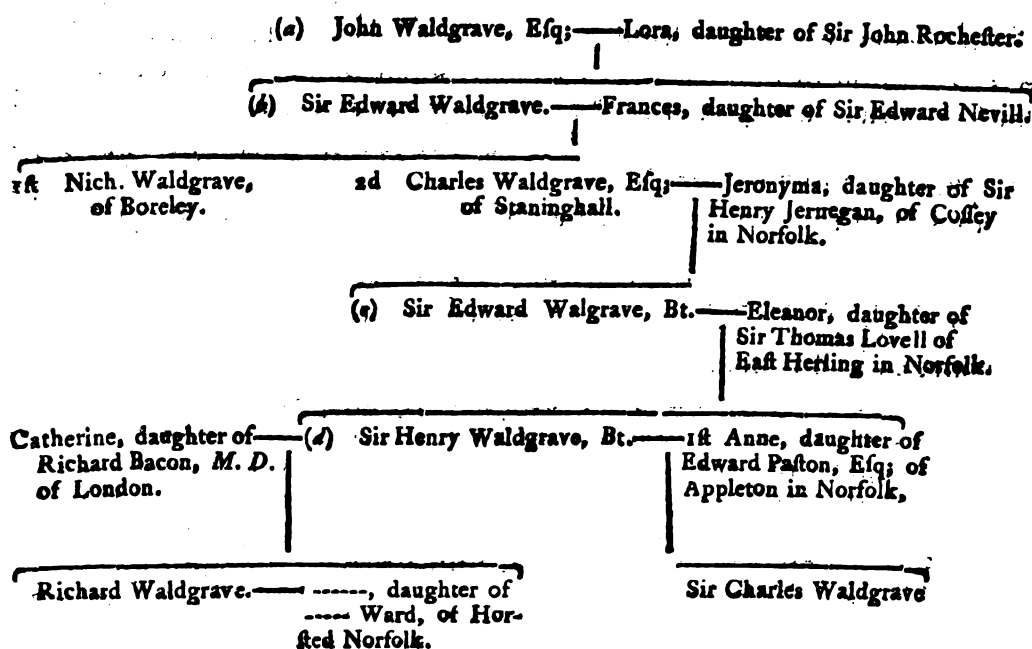 (a) John Waldgrave, Eſq;—Lora, daughter of Sir John Rocheſter.
(b) Sir Edward Waldgrave.—Frances, daughter of Sir Edward Nevill.
1ſt Nich. Waldgrave,
of Boreley.
2d Charles Waldgrave, Eſq;—Jeronyma, daughter of Sir
of Staninghall.
Henry Jernegan, of Coſſey
in Norfolk.
(c) Sir Edward Walgrave, Bt.—Eleanor, daughter of
Sir Thomas Lovell of
Eaſt Herling in Norfolk.
Catherine, daughter of—(d) Sir Henry Waldgrave, Bt.—1ſt Anne, daughter of
Richard Bacon, M. D.
of London.
Edward Paſton, Eſq; of
Appleton in Norfolk.
Richard Waldgrave.— ------, daughter of
----- Ward, of Hor-
ſted Norfolk.
Sir Charles Waldgrave